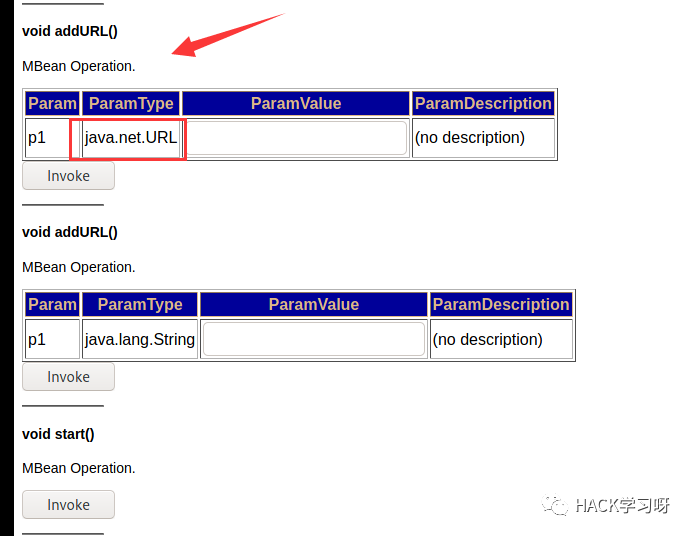 void addURL()
MBean Operation.
Param ParamType ParamValue ParamDescription
p1 java.net.URL (no description)
Invoke
void addURL()
MBean Operation.
Param ParamType ParamValue ParamDescription
p1 java.lang.String (no description)
Invoke
void start()
MBean Operation.
Invoke
HACK学习呀